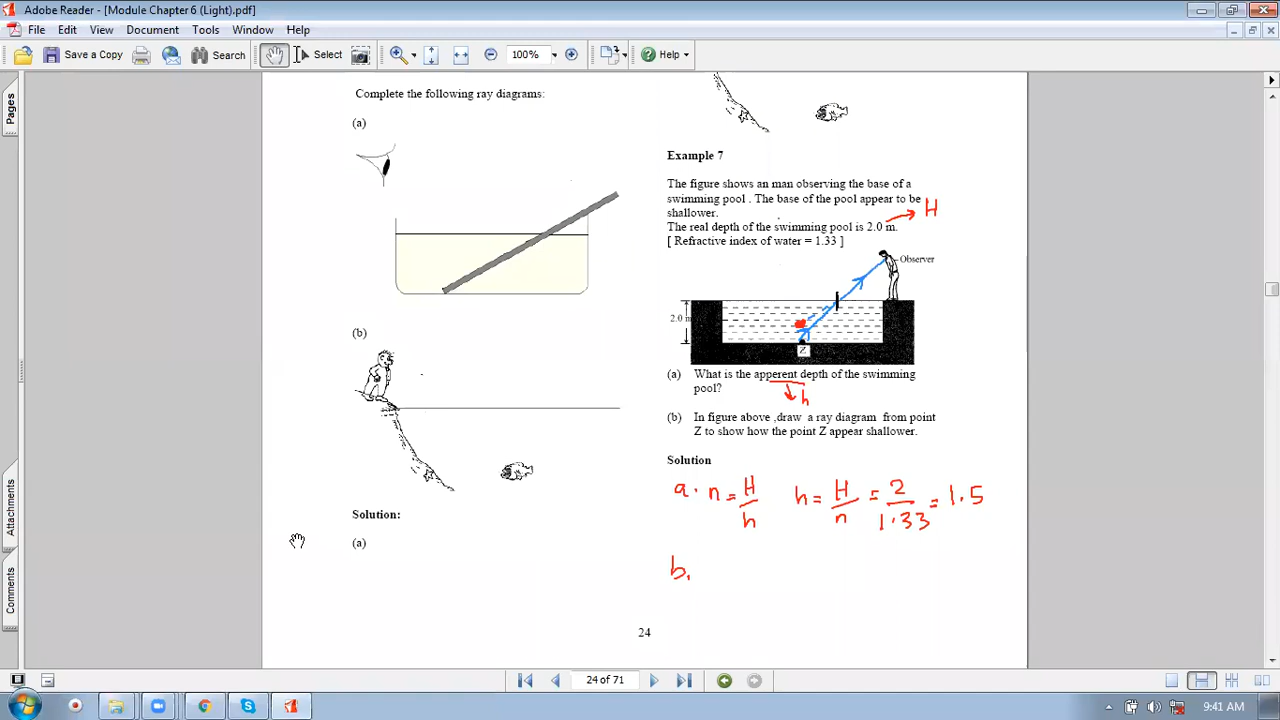 Adobe Reader - [Module Chapter 6 (Light).pdf]
File Edit View Document Tools Window Help
Save a Copy Search Select 100% Help
Pages
Attachments
Comments
Complete the following ray diagrams:
(a)
(b)
Solution:
(a)
Example 7
The figure shows an man observing the base of a
swimming pool . The base of the pool appear to be
shallower.
The real depth of the swimming pool is 2.0 m. → H
[ Refractive index of water = 1.33 ]
Observer
2.0 m
Z
(a) What is the apperent depth of the swimming
pool?
h
(b) In figure above ,draw a ray diagram from point
Z to show how the point Z appear shallower.
Solution
a. n = H/h h = H/n = 2/1.33 = 1.5
b.
24
24 of 71
9:41 AM